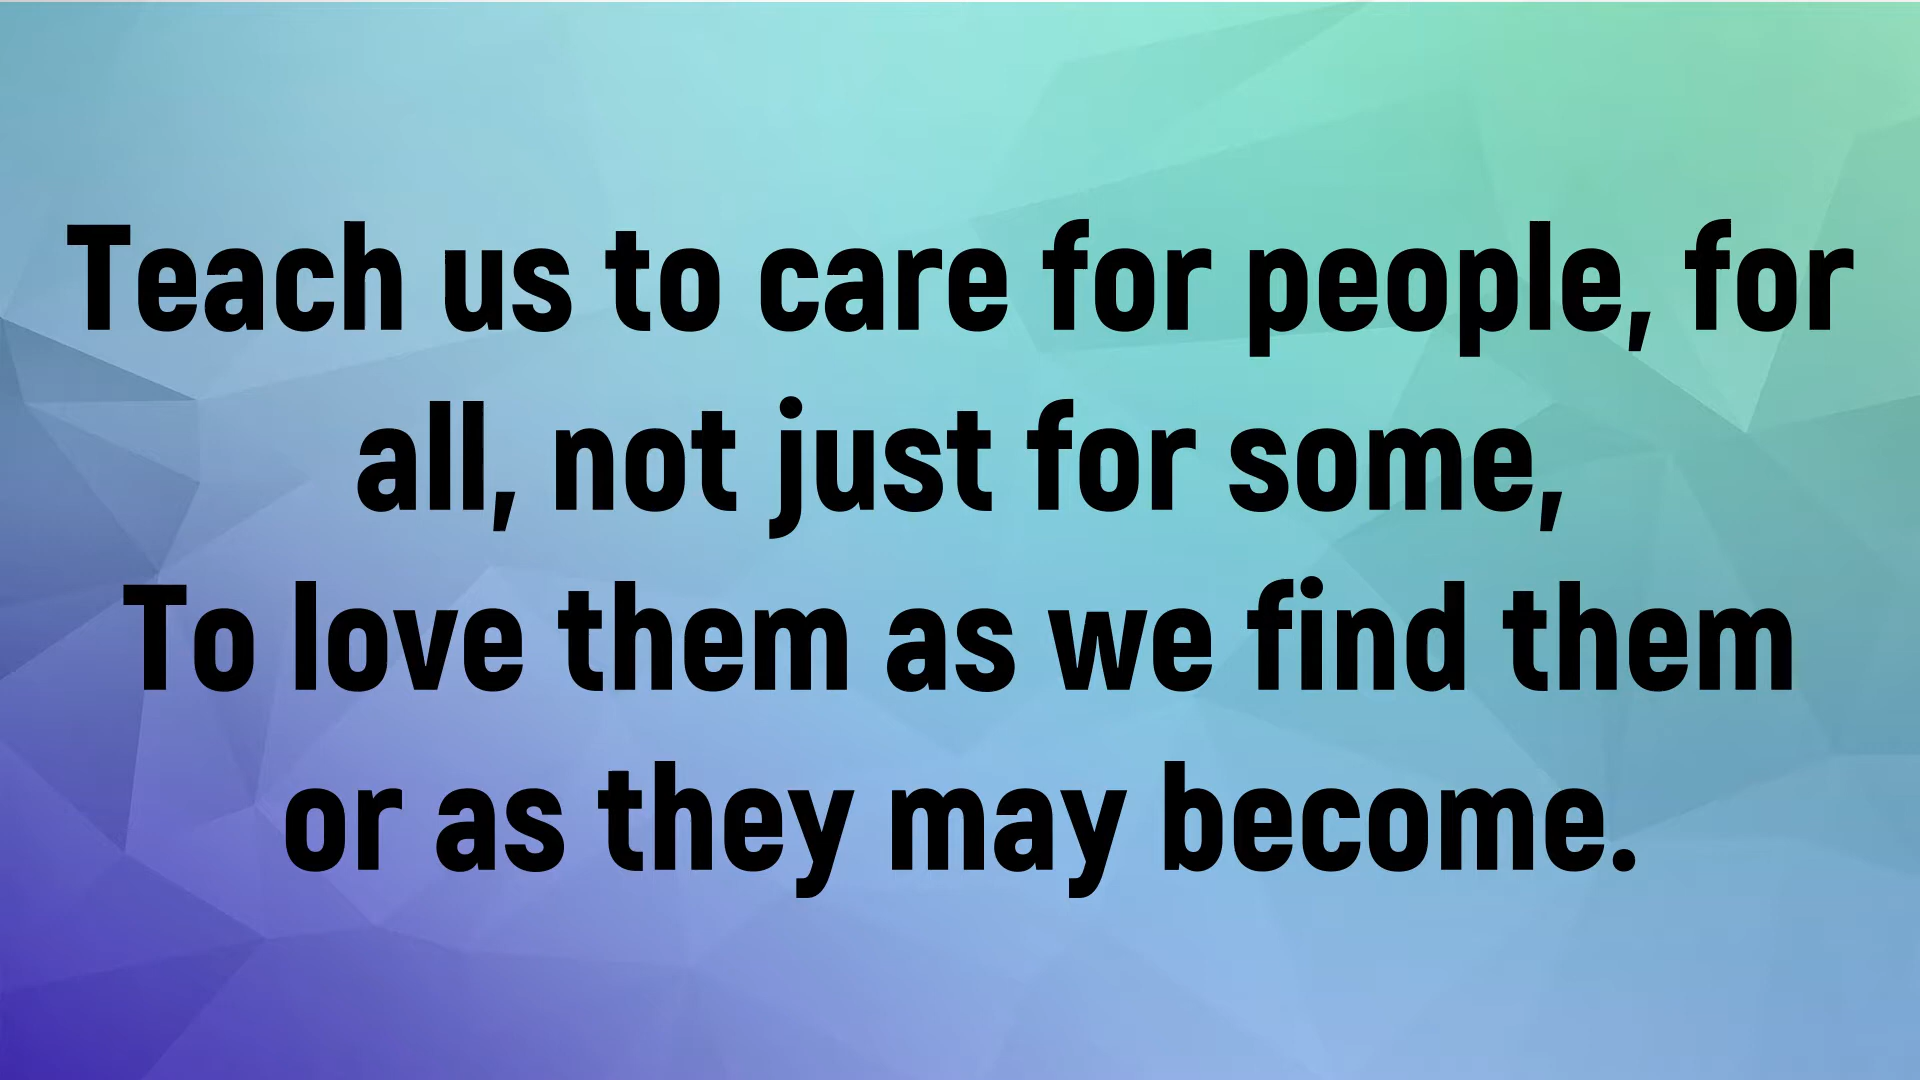 Teach us to care for people, for
all, not just for some,
To love them as we find them
or as they may become.